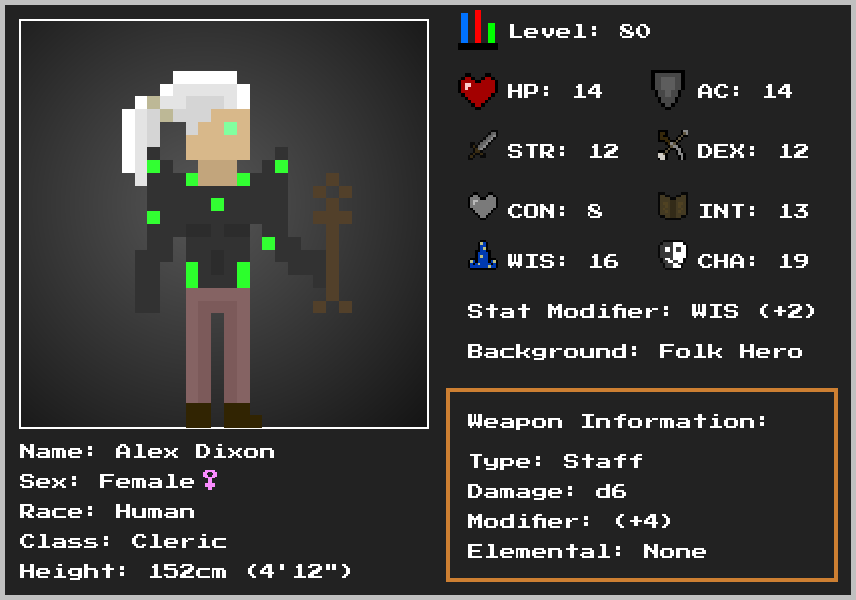 Level: 80
HP: 14
AC: 14
STR: 12
DEX: 12
CON: 8
INT: 13
WIS: 16
CHA: 19
Stat Modifier: WIS (+2)
Background: Folk Hero
Weapon Information:
Type: Staff
Damage: d6
Modifier: (+4)
Elemental: None
Name: Alex Dixon
Sex: Female♀
Race: Human
Class: Cleric
Height: 152cm (4'12")